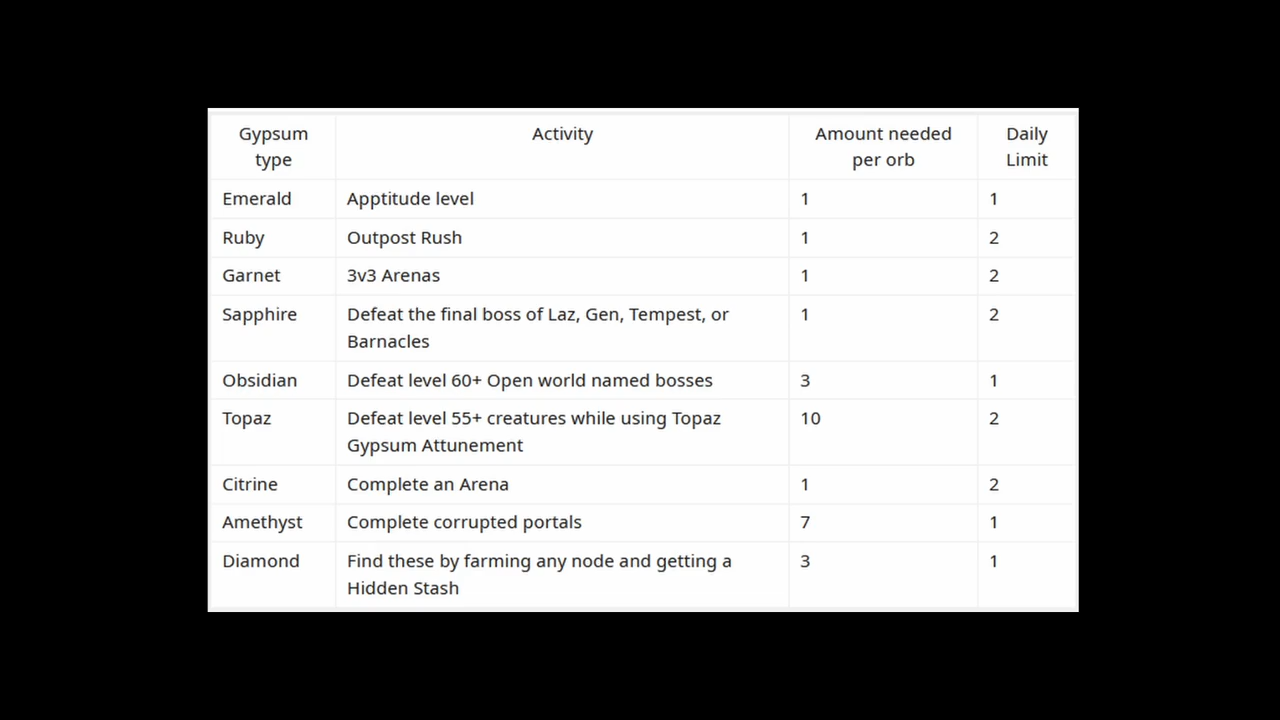 Gypsum type Activity Amount needed per orb Daily Limit
Emerald Apptitude level 1 1
Ruby Outpost Rush 1 2
Garnet 3v3 Arenas 1 2
Sapphire Defeat the final boss of Laz, Gen, Tempest, or 1 2
Barnacles
Obsidian Defeat level 60+ Open world named bosses 3 1
Topaz Defeat level 55+ creatures while using Topaz 10 2
Gypsum Attunement
Citrine Complete an Arena 1 2
Amethyst Complete corrupted portals 7 1
Diamond Find these by farming any node and getting a 3 1
Hidden Stash